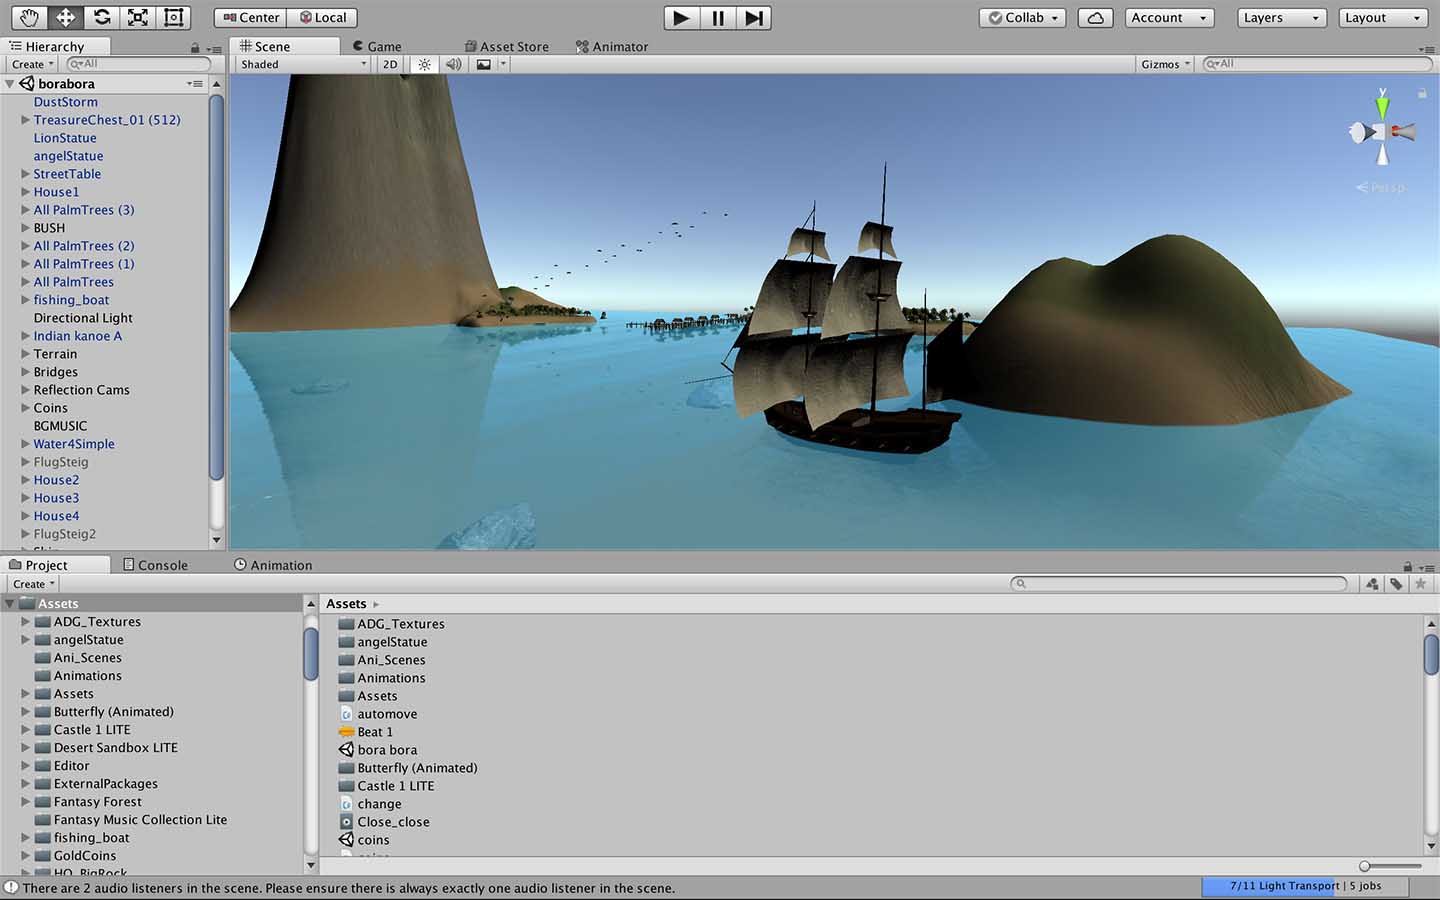 Center Local Collab Account Layers Layout
Hierarchy Scene Game Asset Store Animator
Create All Shaded 2D Gizmos All
borabora
DustStorm
TreasureChest_01 (512)
LionStatue
angelStatue
StreetTable
House1
All PalmTrees (3)
BUSH
All PalmTrees (2)
All PalmTrees (1)
All PalmTrees
fishing_boat
Directional Light
Indian kanoe A
Terrain
Bridges
Reflection Cams
Coins
BGMUSIC
Water4Simple
FlugSteig
House2
House3
House4
FlugSteig2
y
Persp
Project Console Animation
Create
Assets
ADG_Textures
angelStatue
Ani_Scenes
Animations
Assets
Butterfly (Animated)
Castle 1 LITE
Desert Sandbox LITE
Editor
ExternalPackages
Fantasy Forest
Fantasy Music Collection Lite
fishing_boat
GoldCoins
HQ_BigRock
Assets
ADG_Textures
angelStatue
Ani_Scenes
Animations
Assets
automove
Beat 1
bora bora
Butterfly (Animated)
Castle 1 LITE
change
Close_close
coins
There are 2 audio listeners in the scene. Please ensure there is always exactly one audio listener in the scene.
7/11 Light Transport | 5 jobs